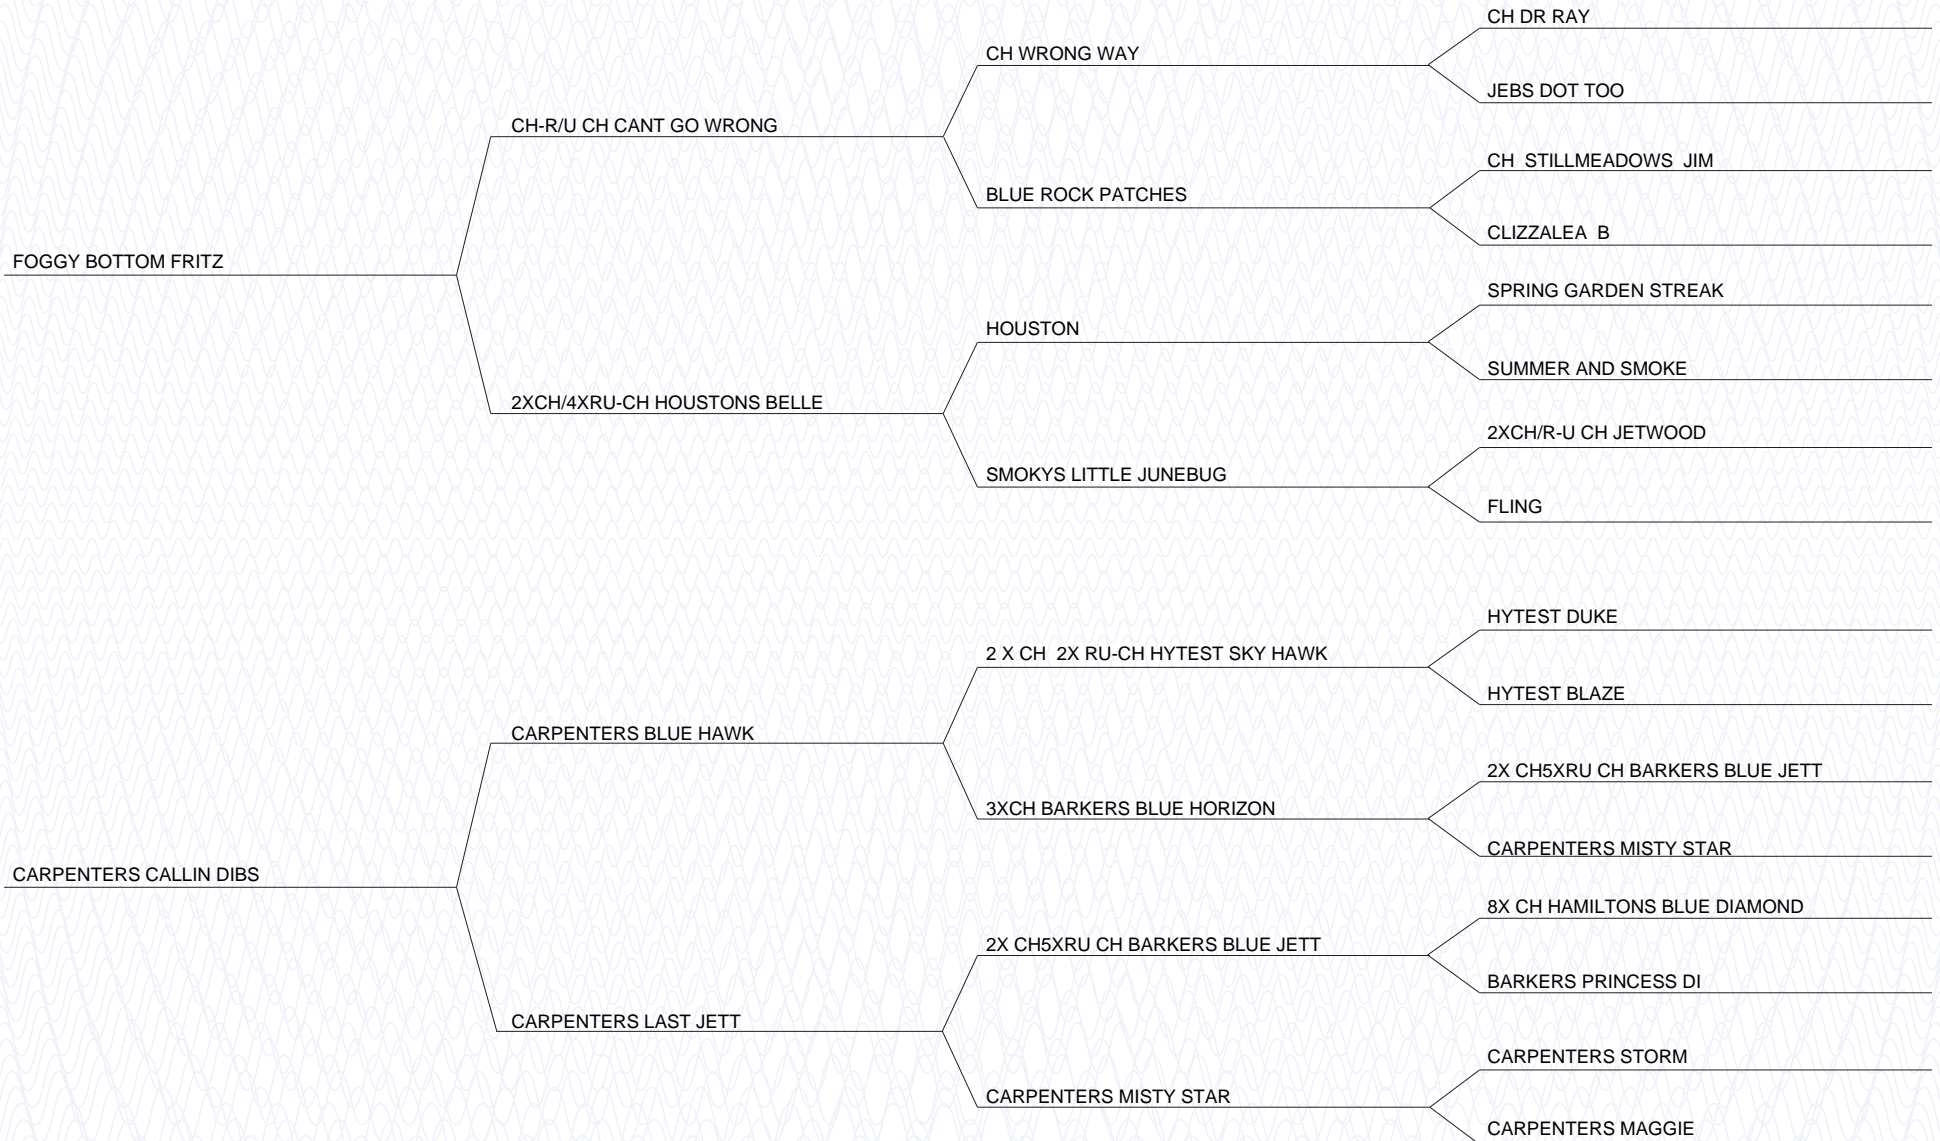 CH DR RAY
CH WRONG WAY
JEBS DOT TOO
CH-R/U CH CANT GO WRONG
CH  STILLMEADOWS  JIM
BLUE ROCK PATCHES
CLIZZALEA  B
FOGGY BOTTOM FRITZ
SPRING GARDEN STREAK
HOUSTON
SUMMER AND SMOKE
2XCH/4XRU-CH HOUSTONS BELLE
2XCH/R-U CH JETWOOD
SMOKYS LITTLE JUNEBUG
FLING
HYTEST DUKE
2 X CH  2X RU-CH HYTEST SKY HAWK
HYTEST BLAZE
CARPENTERS BLUE HAWK
2X CH5XRU CH BARKERS BLUE JETT
3XCH BARKERS BLUE HORIZON
CARPENTERS MISTY STAR
CARPENTERS CALLIN DIBS
8X CH HAMILTONS BLUE DIAMOND
2X CH5XRU CH BARKERS BLUE JETT
BARKERS PRINCESS DI
CARPENTERS LAST JETT
CARPENTERS STORM
CARPENTERS MISTY STAR
CARPENTERS MAGGIE